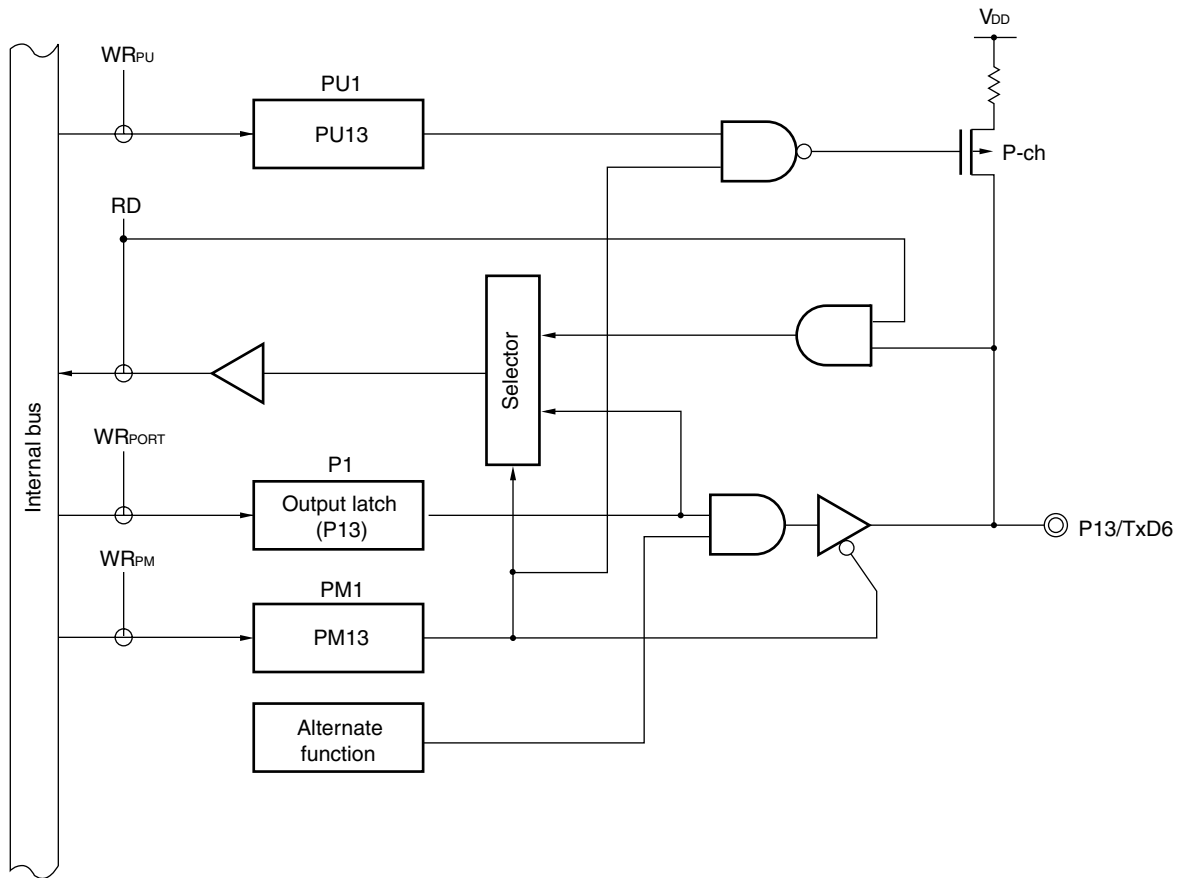 VDD
WRPU
PU1
PU13
P-ch
RD
Selector
Internal bus
WRPORT
P1
Output latch
(P13)
P13/TxD6
WRPM
PM1
PM13
Alternate
function